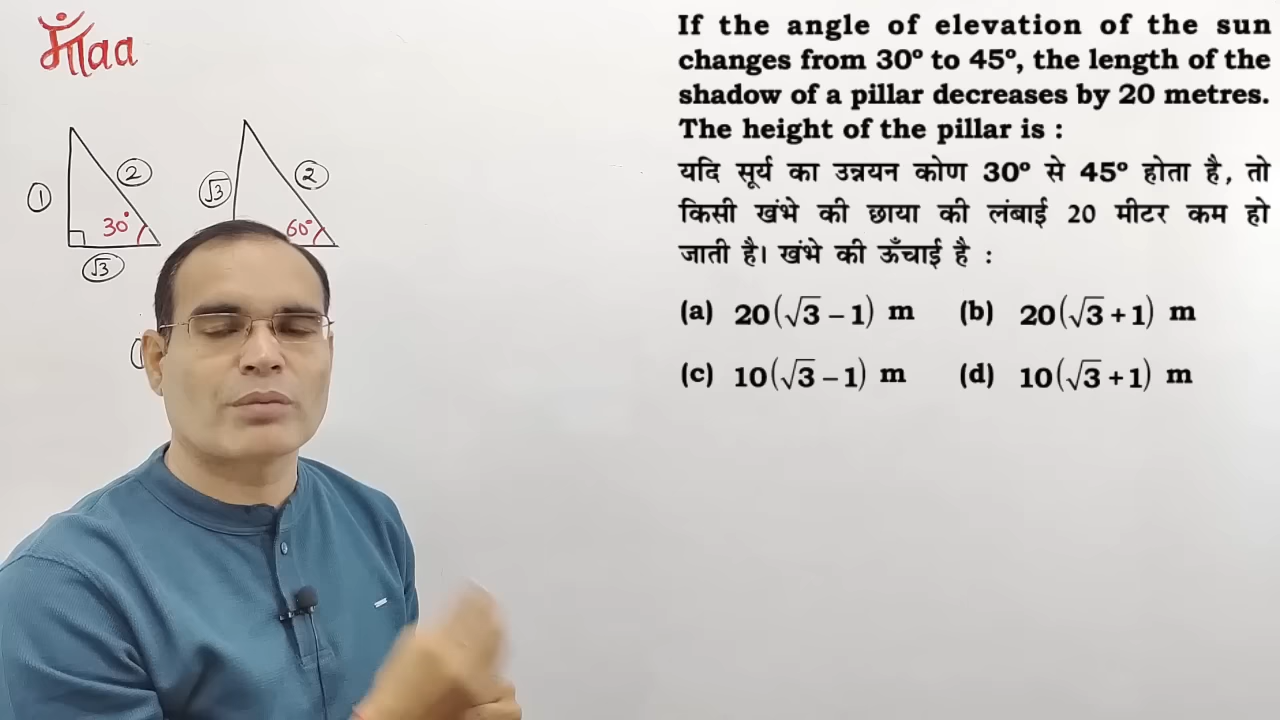 माँaa
If the angle of elevation of the sun
changes from 30° to 45°, the length of the
shadow of a pillar decreases by 20 metres.
The height of the pillar is :
यदि सूर्य का उन्नयन कोण 30° से 45° होता है, तो
किसी खंभे की छाया की लंबाई 20 मीटर कम हो
जाती है। खंभे की ऊँचाई है :
(a) 20(√3 – 1) m (b) 20(√3 + 1) m
(c) 10(√3 – 1) m (d) 10(√3 + 1) m
1 2 30° √3
√3 2 60°